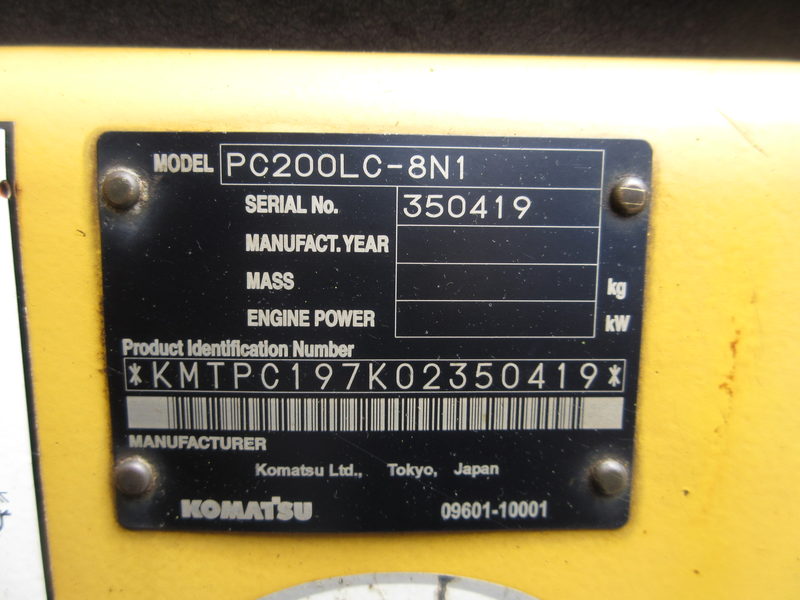 MODEL PC200LC-8N1
SERIAL No. 350419
MANUFACT. YEAR
MASS kg
ENGINE POWER kW
Product Identification Number
*KMTPC197K02350419*
MANUFACTURER
Komatsu Ltd., Tokyo, Japan
KOMATSU 09601-10001